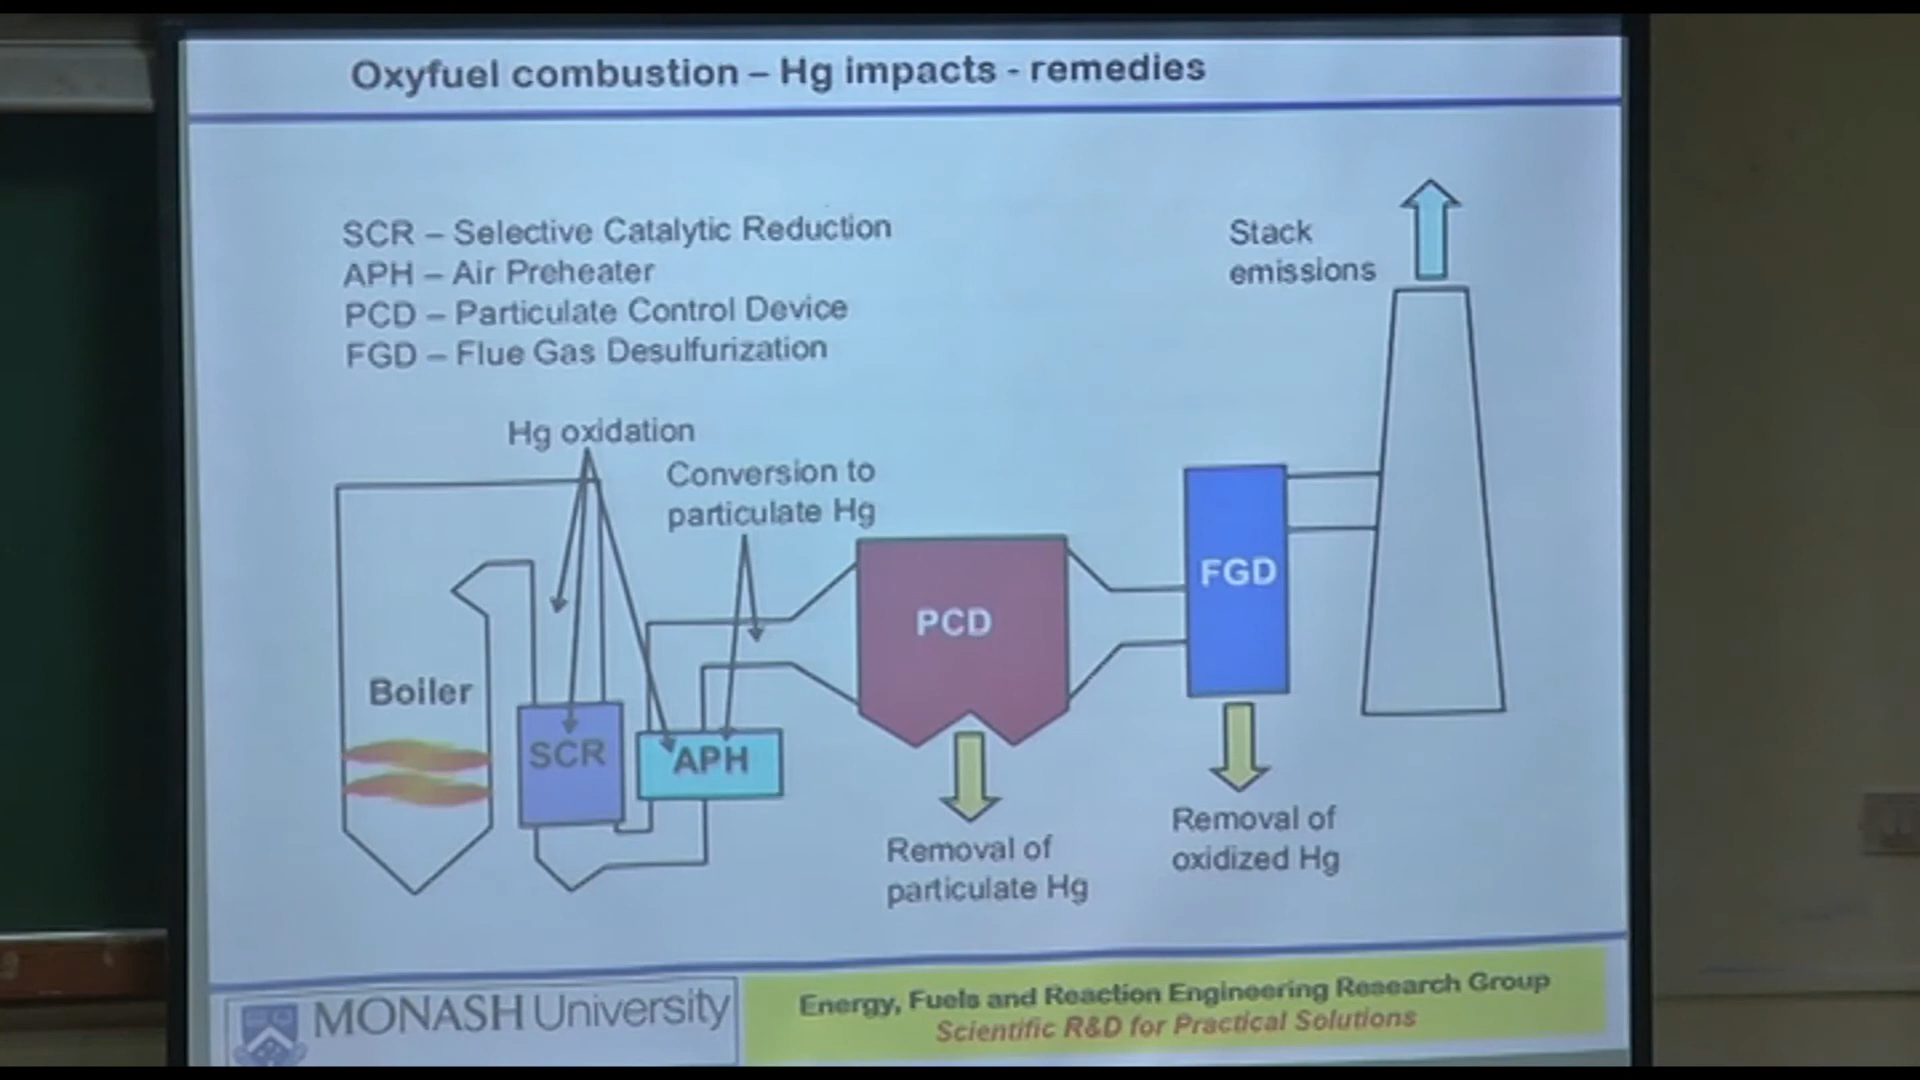 Oxyfuel combustion – Hg impacts - remedies
SCR – Selective Catalytic Reduction
APH – Air Preheater
PCD – Particulate Control Device
FGD – Flue Gas Desulfurization
Stack
emissions
Hg oxidation
Conversion to
particulate Hg
Boiler
SCR
APH
PCD
FGD
Removal of
particulate Hg
Removal of
oxidized Hg
MONASH University
Energy, Fuels and Reaction Engineering Research Group
Scientific R&D for Practical Solutions